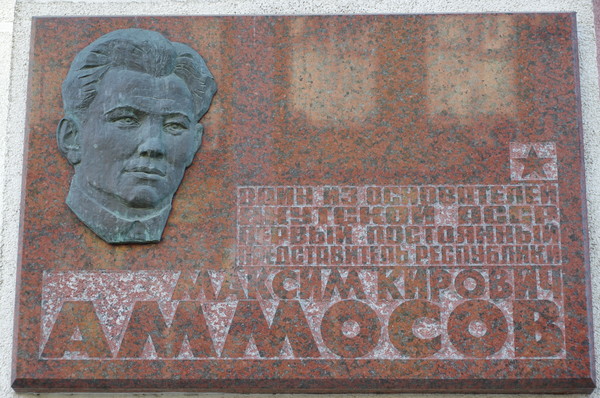 ОДИН ИЗ ОСНОВАТЕЛЕЙ
ЯКУТСКОЙ АССР
ПЕРВЫЙ ПОСТОЯННЫЙ
ПРЕДСТАВИТЕЛЬ РЕСПУБЛИКИ
МАКСИМ КИРОВИЧ
АММОСОВ